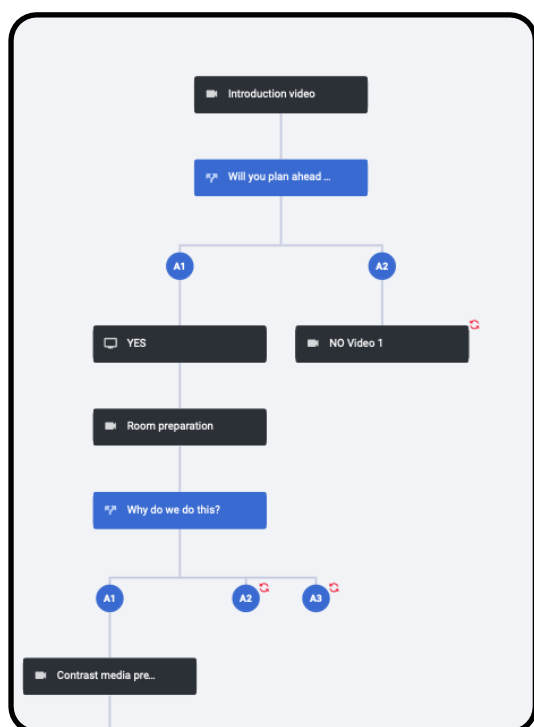 Introduction video
Will you plan ahead ...
A1
A2
YES
NO Video 1
Room preparation
Why do we do this?
A1
A2
A3
Contrast media pre...